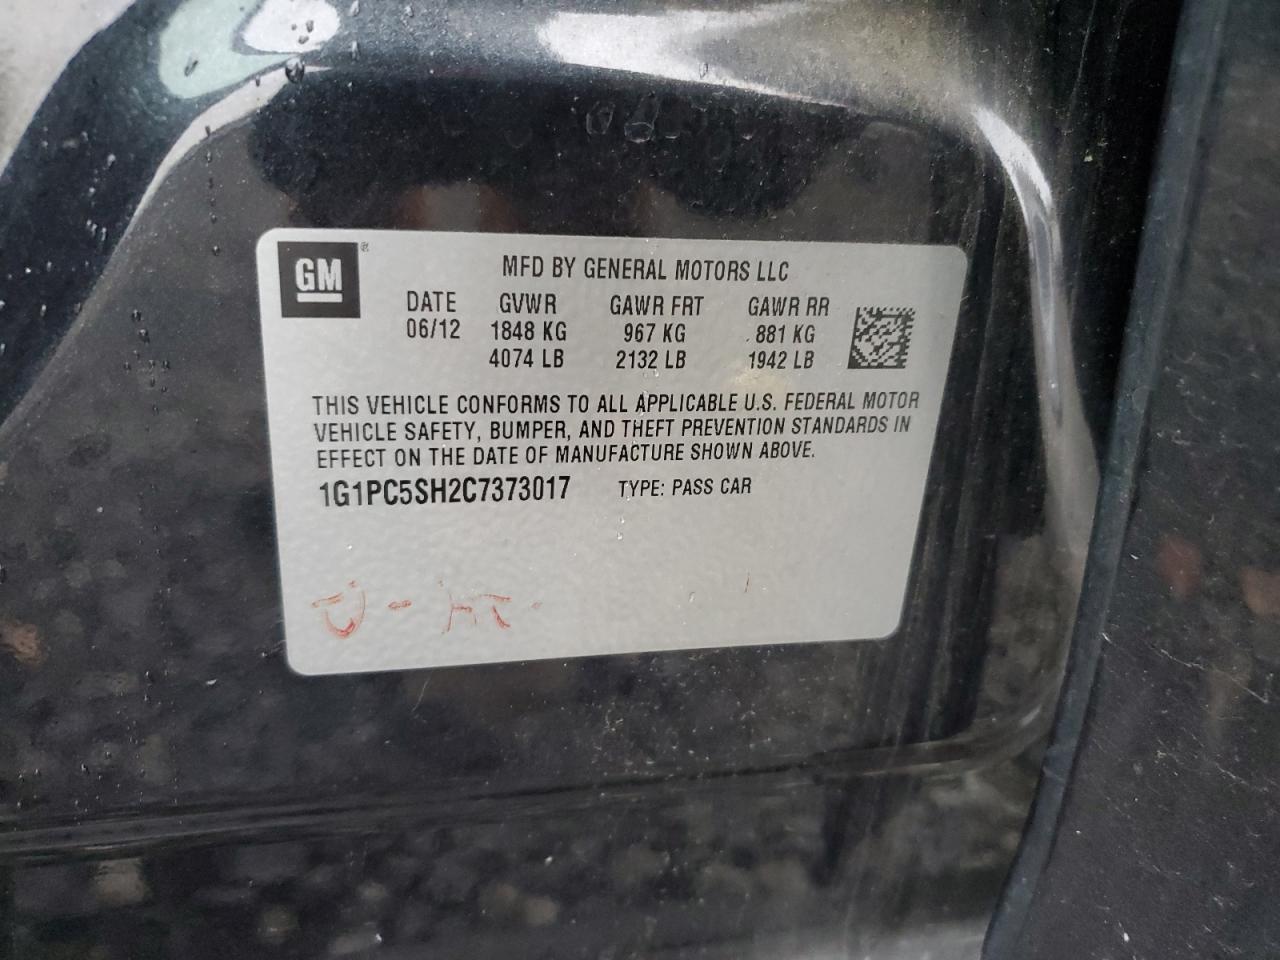 GM®
MFD BY GENERAL MOTORS LLC
DATE GVWR GAWR FRT GAWR RR
06/12 1848 KG 967 KG 881 KG
4074 LB 2132 LB 1942 LB
THIS VEHICLE CONFORMS TO ALL APPLICABLE U.S. FEDERAL MOTOR
VEHICLE SAFETY, BUMPER, AND THEFT PREVENTION STANDARDS IN
EFFECT ON THE DATE OF MANUFACTURE SHOWN ABOVE.
1G1PC5SH2C7373017 TYPE: PASS CAR